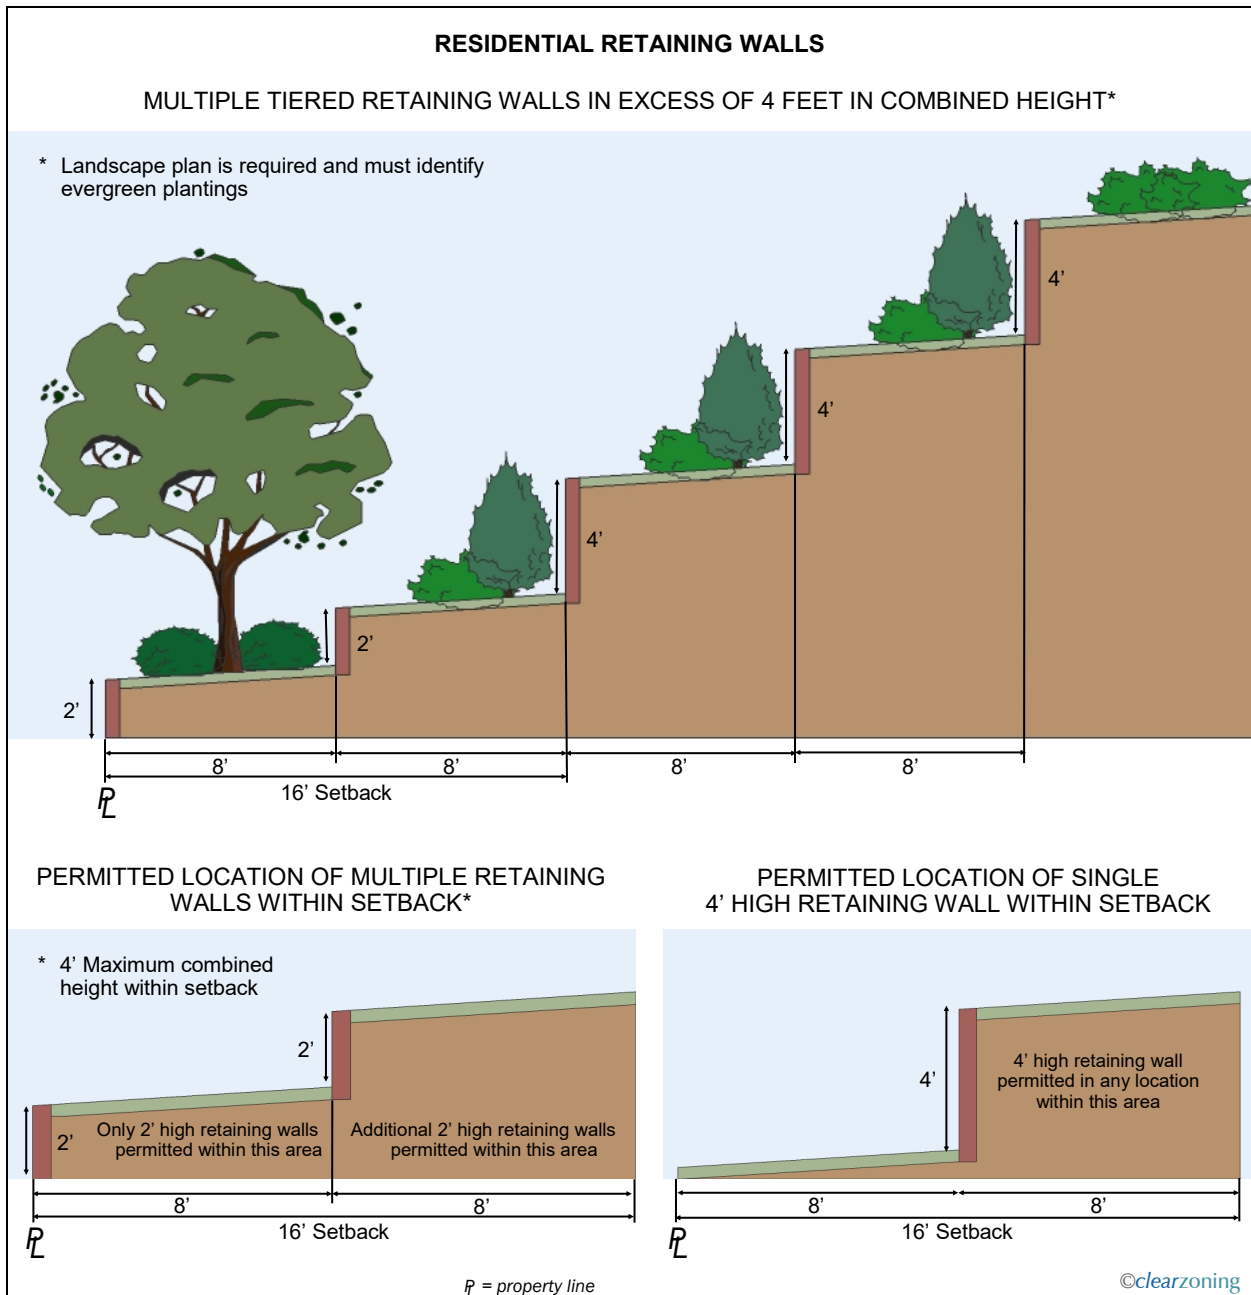 RESIDENTIAL RETAINING WALLS
MULTIPLE TIERED RETAINING WALLS IN EXCESS OF 4 FEET IN COMBINED HEIGHT*
* Landscape plan is required and must identify
evergreen plantings
4’
4’
4’
2’
2’
8’
8’
8’
8’
16’ Setback
PL
PERMITTED LOCATION OF MULTIPLE RETAINING
WALLS WITHIN SETBACK*
* 4’ Maximum combined
height within setback
2’
2’
Only 2’ high retaining walls
permitted within this area
Additional 2’ high retaining walls
permitted within this area
8’
8’
16’ Setback
PL
PERMITTED LOCATION OF SINGLE
4’ HIGH RETAINING WALL WITHIN SETBACK
4’
4’ high retaining wall
permitted in any location
within this area
8’
8’
16’ Setback
PL
PL = property line
©clearzoning